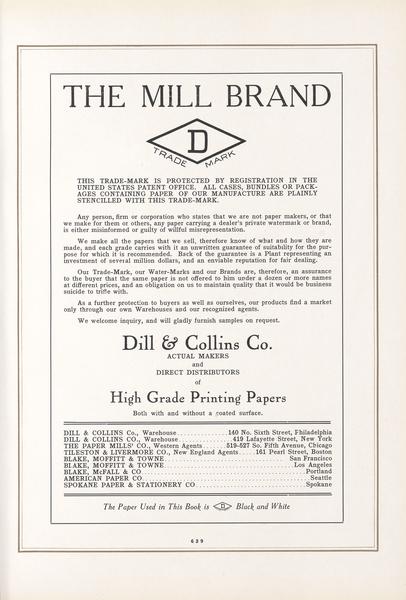 THE MILL BRAND
D
TRADE MARK
THIS TRADE-MARK IS PROTECTED BY REGISTRATION IN THE
UNITED STATES PATENT OFFICE. ALL CASES, BUNDLES OR PACK-
AGES CONTAINING PAPER OF OUR MANUFACTURE ARE PLAINLY
STENCILLED WITH THIS TRADE-MARK.
Any person, firm or corporation who states that we are not paper makers, or that
we make for them or others, any paper carrying a dealer's private watermark or brand,
is either misinformed or guilty of willful misrepresentation.
We make all the papers that we sell, therefore know of what and how they are
made, and each grade carries with it an unwritten guarantee of suitability for the pur-
pose for which it is recommended. Back of the guarantee is a Plant representing an
investment of several million dollars, and an enviable reputation for fair dealing.
Our Trade-Mark, our Water-Marks and our Brands are, therefore, an assurance
to the buyer that the same paper is not offered to him under a dozen or more names
at different prices, and an obligation on us to maintain quality that it would be business
suicide to trifle with.
As a further protection to buyers as well as ourselves, our products find a market
only through our own Warehouses and our recognized agents.
We welcome inquiry, and will gladly furnish samples on request.
Dill & Collins Co.
ACTUAL MAKERS
and
DIRECT DISTRIBUTORS
of
High Grade Printing Papers
Both with and without a coated surface.
DILL & COLLINS Co., Warehouse..........140 No. Sixth Street, Philadelphia
DILL & COLLINS CO., Warehouse..........419 Lafayette Street, New York
THE PAPER MILLS' CO., Western Agents......519-527 So. Fifth Avenue, Chicago
TILESTON & LIVERMORE CO., New England Agents....161 Pearl Street, Boston
BLAKE, MOFFITT & TOWNE..........San Francisco
BLAKE, MOFFITT & TOWNE..........Los Angeles
BLAKE, McFALL & CO..........Portland
AMERICAN PAPER CO..........Seattle
SPOKANE PAPER & STATIONERY CO..........Spokane
The Paper Used in This Book is D Black and White
639